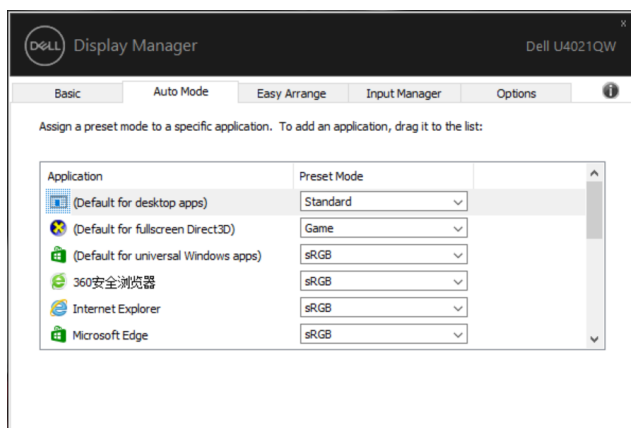 x
DELL Display Manager Dell U4021QW
Basic Auto Mode Easy Arrange Input Manager Options i
Assign a preset mode to a specific application. To add an application, drag it to the list:
Application Preset Mode
(Default for desktop apps) Standard
(Default for fullscreen Direct3D) Game
(Default for universal Windows apps) sRGB
360安全浏览器 sRGB
Internet Explorer sRGB
Microsoft Edge sRGB